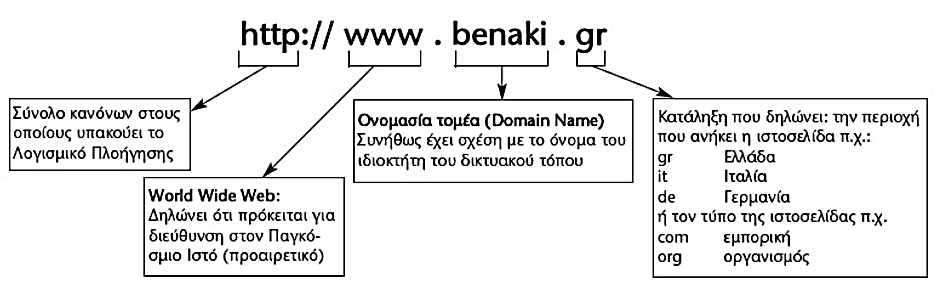 http:// www . benaki . gr
Σύνολο κανόνων στους
οποίους υπακούει το
Λογισμικό Πλοήγησης
World Wide Web:
Δηλώνει ότι πρόκειται για
διεύθυνση στον Παγκό-
σμιο Ιστό (προαιρετικό)
Ονομασία τομέα (Domain Name)
Συνήθως έχει σχέση με το όνομα του
ιδιοκτήτη του δικτυακού τόπου
Κατάληξη που δηλώνει: την περιοχή
που ανήκει η ιστοσελίδα π.χ.:
gr Ελλάδα
it Ιταλία
de Γερμανία
ή τον τύπο της ιστοσελίδας π.χ.
com εμπορική
org οργανισμός